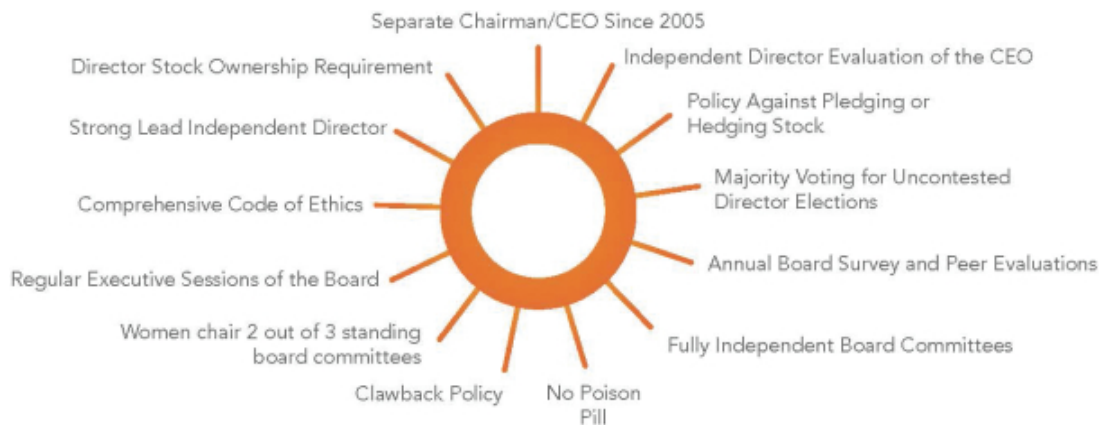 Separate Chairman/CEO Since 2005
Independent Director Evaluation of the CEO
Policy Against Pledging or
Hedging Stock
Majority Voting for Uncontested
Director Elections
Annual Board Survey and Peer Evaluations
Fully Independent Board Committees
No Poison
Pill
Clawback Policy
Women chair 2 out of 3 standing
board committees
Regular Executive Sessions of the Board
Comprehensive Code of Ethics
Strong Lead Independent Director
Director Stock Ownership Requirement